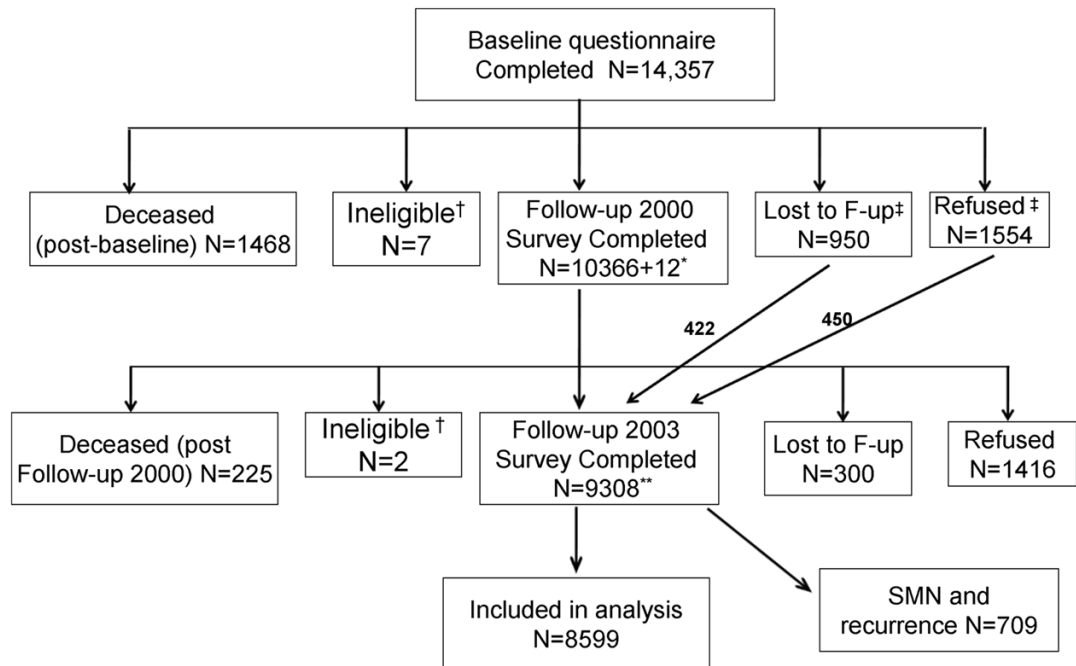 Baseline questionnaire
Completed N=14,357
Deceased
(post-baseline) N=1468
Ineligible†
N=7
Follow-up 2000
Survey Completed
N=10366+12*
Lost to F-up‡
N=950
Refused ‡
N=1554
422
450
Deceased (post
Follow-up 2000) N=225
Ineligible †
N=2
Follow-up 2003
Survey Completed
N=9308**
Lost to F-up
N=300
Refused
N=1416
Included in analysis
N=8599
SMN and
recurrence N=709